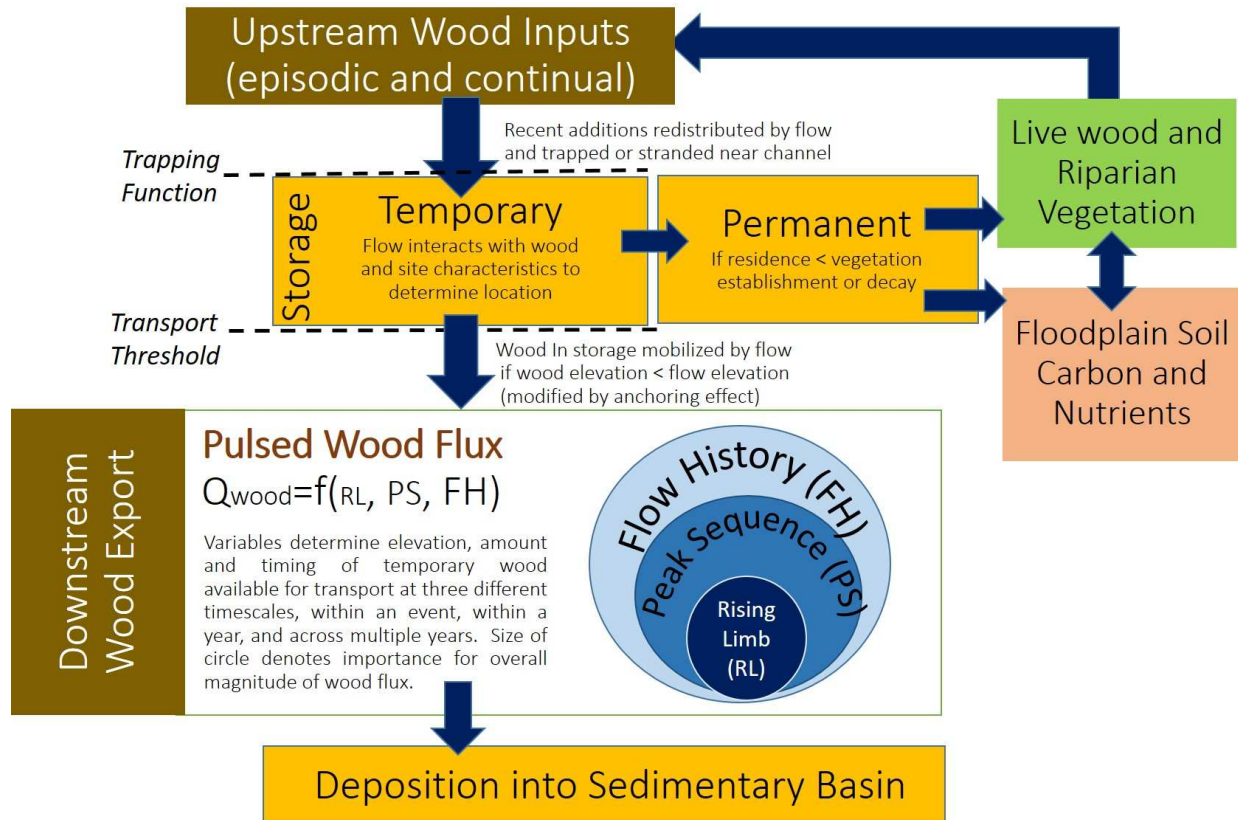 Upstream Wood Inputs
(episodic and continual)
Recent additions redistributed by flow
and trapped or stranded near channel
Trapping
Function
Storage
Temporary
Flow interacts with wood
and site characteristics to
determine location
Permanent
If residence < vegetation
establishment or decay
Live wood and
Riparian
Vegetation
Floodplain Soil
Carbon and
Nutrients
Transport
Threshold
Wood In storage mobilized by flow
if wood elevation < flow elevation
(modified by anchoring effect)
Downstream
Wood Export
Pulsed Wood Flux
Qwood=f(RL, PS, FH)
Variables determine elevation, amount
and timing of temporary wood
available for transport at three different
timescales, within an event, within a
year, and across multiple years. Size of
circle denotes importance for overall
magnitude of wood flux.
Flow History (FH)
Peak Sequence (PS)
Rising
Limb
(RL)
Deposition into Sedimentary Basin